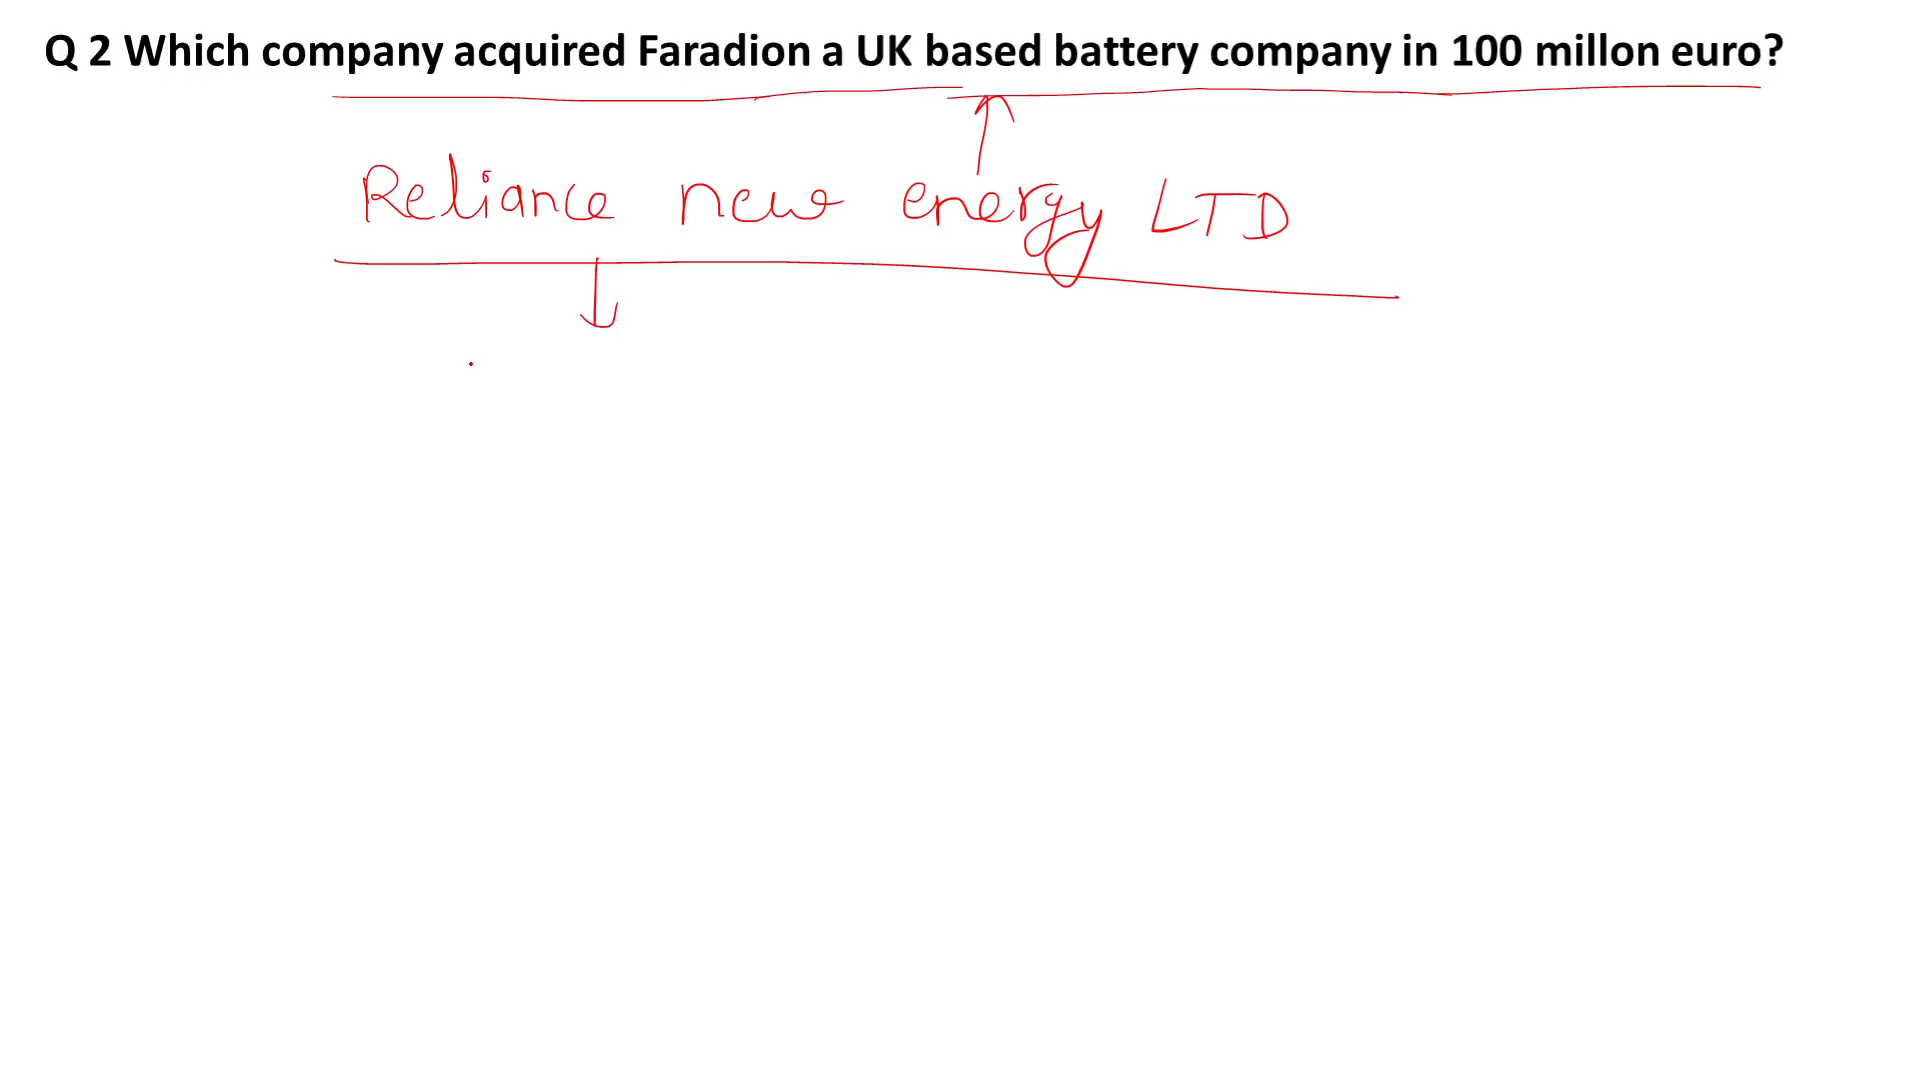 Q 2 Which company acquired Faradion a UK based battery company in 100 millon euro?
Reliance new energy LTD